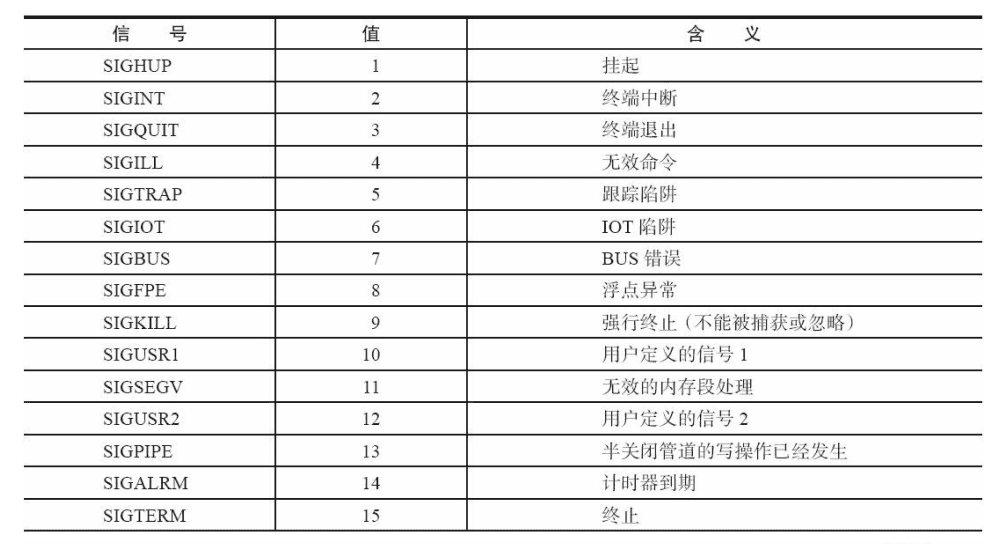 信 号 值 含 义
SIGHUP 1 挂起
SIGINT 2 终端中断
SIGQUIT 3 终端退出
SIGILL 4 无效命令
SIGTRAP 5 跟踪陷阱
SIGIOT 6 IOT 陷阱
SIGBUS 7 BUS 错误
SIGFPE 8 浮点异常
SIGKILL 9 强行终止（不能被捕获或忽略）
SIGUSR1 10 用户定义的信号 1
SIGSEGV 11 无效的内存段处理
SIGUSR2 12 用户定义的信号 2
SIGPIPE 13 半关闭管道的写操作已经发生
SIGALRM 14 计时器到期
SIGTERM 15 终止